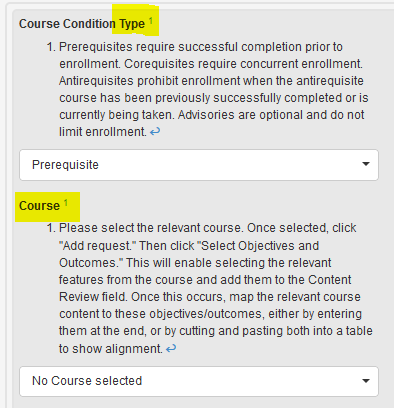 Course Condition Type 1
1. Prerequisites require successful completion prior to
enrollment. Corequisites require concurrent enrollment.
Antirequisites prohibit enrollment when the antirequisite
course has been previously successfully completed or is
currently being taken. Advisories are optional and do not
limit enrollment. ↩
Prerequisite
Course 1
1. Please select the relevant course. Once selected, click
"Add request." Then click "Select Objectives and
Outcomes." This will enable selecting the relevant
features from the course and add them to the Content
Review field. Once this occurs, map the relevant course
content to these objectives/outcomes, either by entering
them at the end, or by cutting and pasting both into a table
to show alignment. ↩
No Course selected